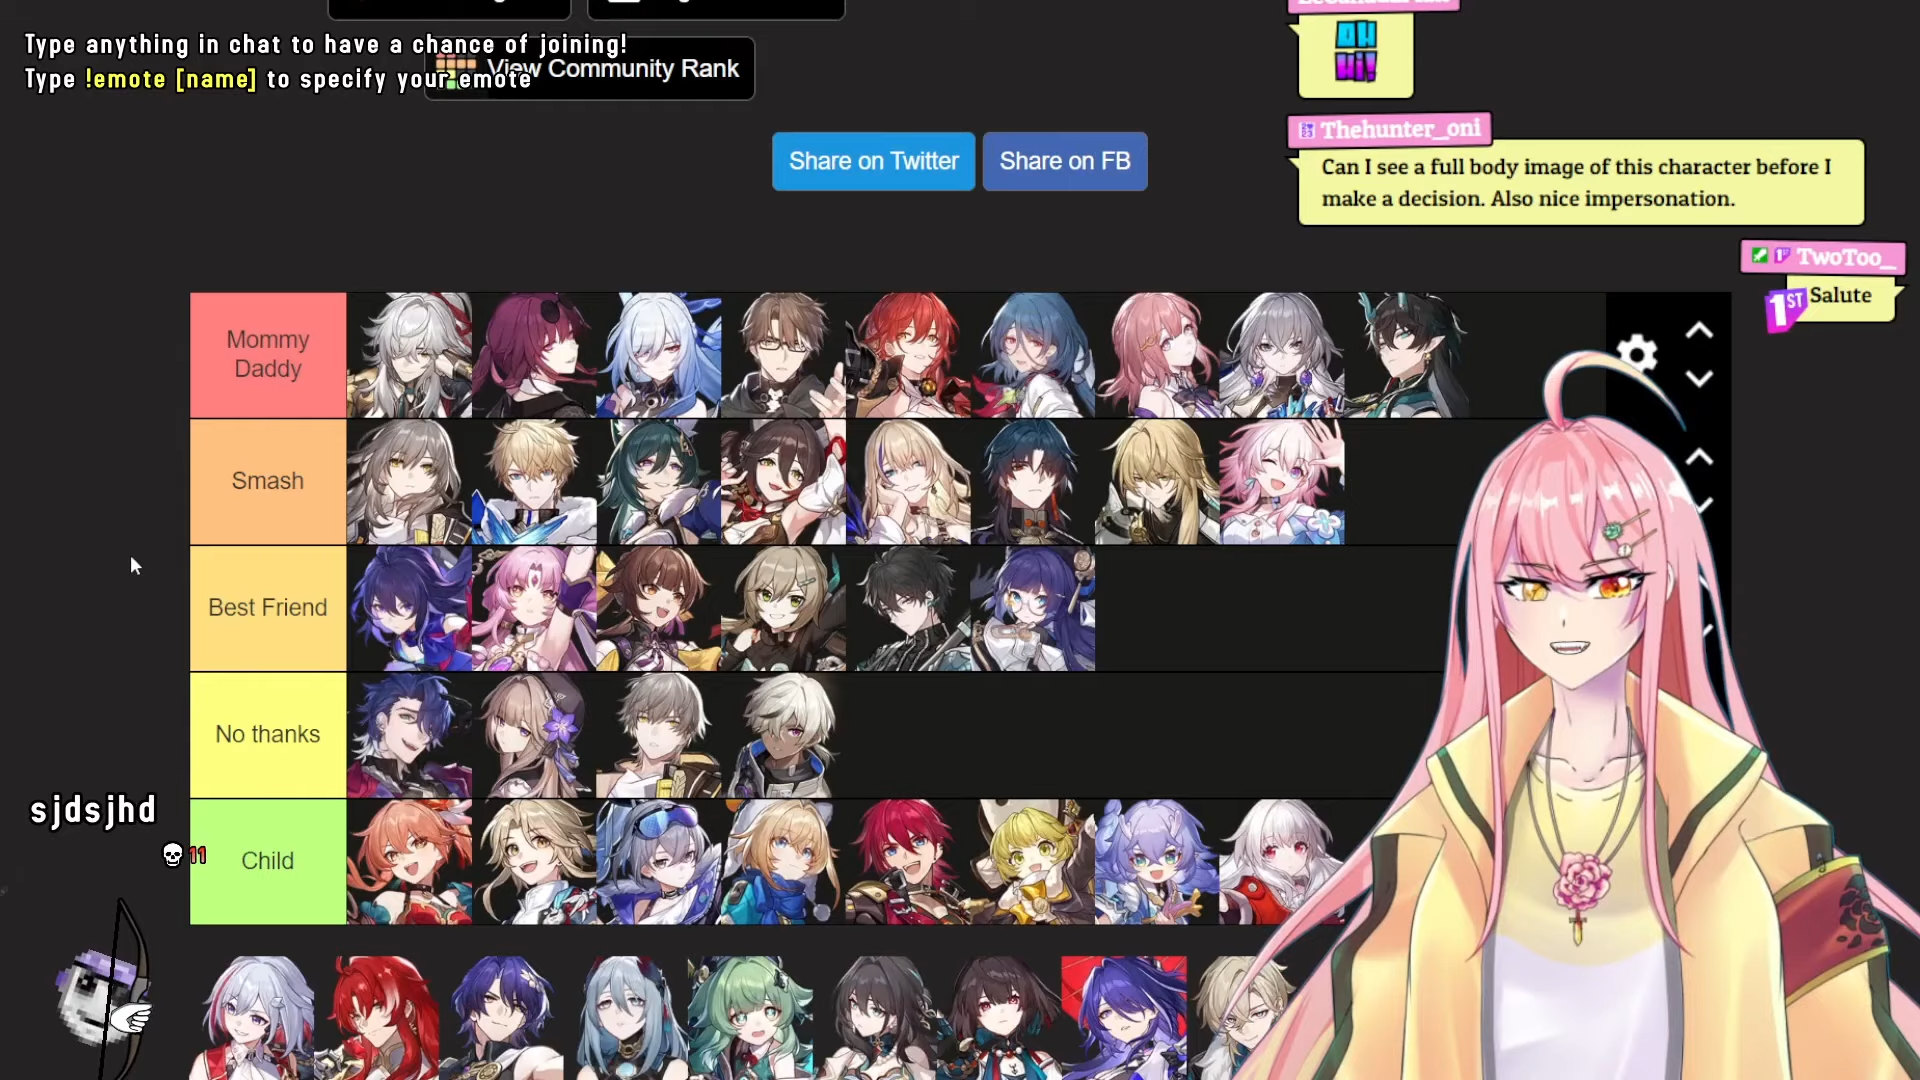 Type anything in chat to have a chance of joining!
Type !emote [name] to specify your emote
View Community Rank
Share on Twitter
Share on FB
OH
Hi!
Thehunter_oni
Can I see a full body image of this character before I
make a decision. Also nice impersonation.
TwoToo_
1ST
Salute
Mommy
Daddy
Smash
Best Friend
No thanks
Child
sjdsjhd
11